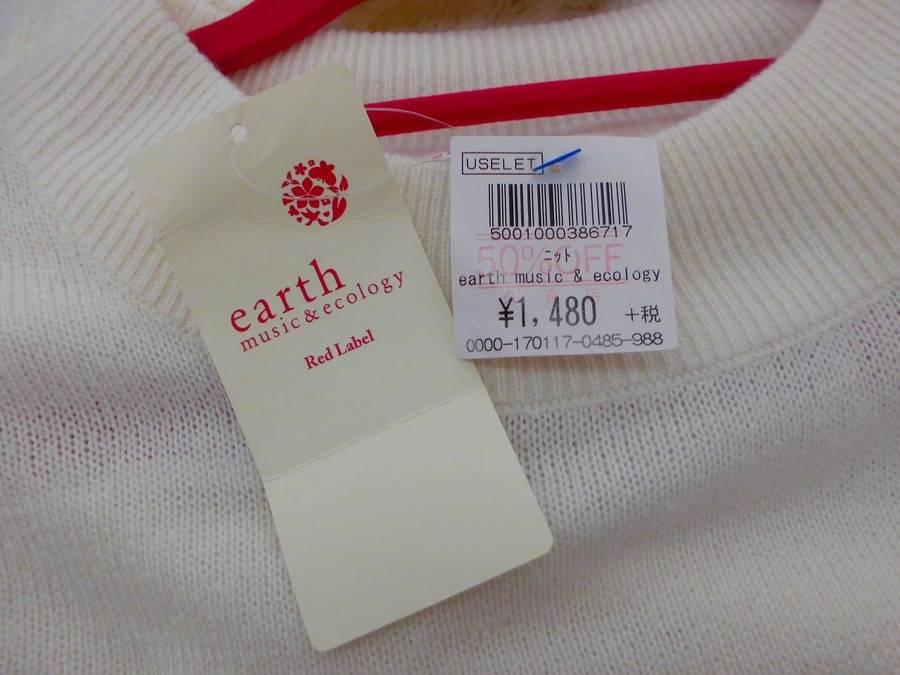 earth
music & ecology
Red Label
USELET
5001000386717
50%OFF
ニット
earth music & ecology
¥1,480 +税
0000-170117-0485-988